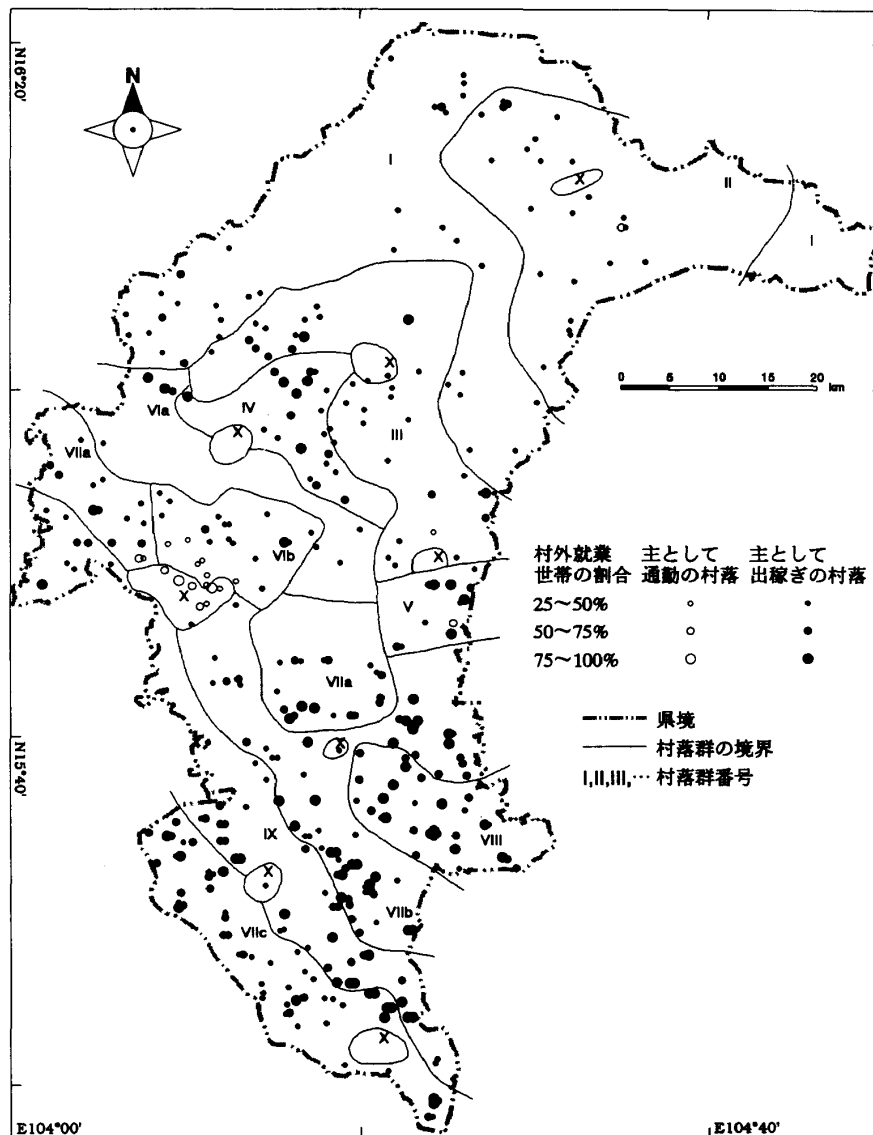 N16°20'
N
I
II
X
I
X
VIa
IV
X
III
0 5 10 15 20
km
VIIa
VIb
X
X
V
VIIa
村外就業 主として 主として
世帯の割合 通勤の村落 出稼ぎの村落
25～50%
50～75%
75～100%
県境
村落群の境界
I,II,III,… 村落群番号
N15°40'
X
IX
VIII
X
VIIb
VIIc
X
E104°00'
E104°40'